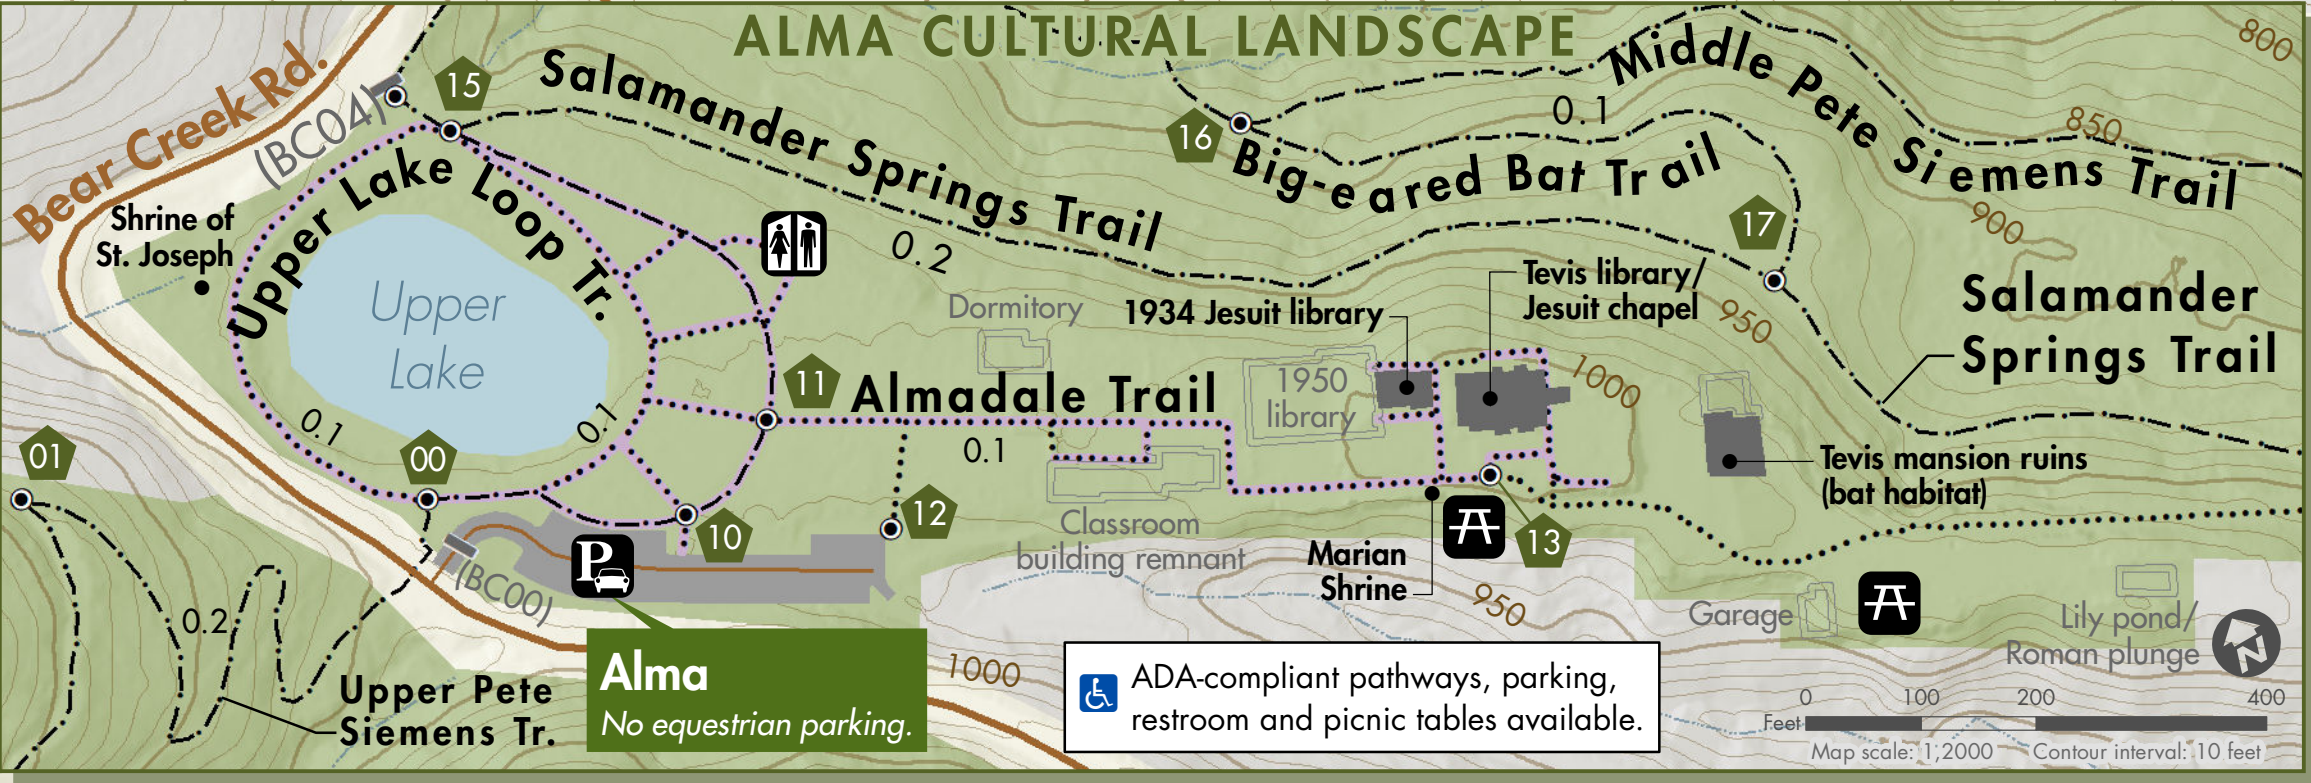 ALMA CULTURAL LANDSCAPE
Bear Creek Rd.
(BC04)
15
Salamander Springs Trail
0.2
16
Big-eared Bat Trail
0.1
Middle Pete Siemens Trail
800
850
900
17
Shrine of
St. Joseph
Upper Lake Loop Tr.
Upper
Lake
0.1
0.1
Dormitory
1934 Jesuit library
Tevis library/
Jesuit chapel
950
Salamander
Springs Trail
11
Almadale Trail
0.1
1950
library
1000
01
00
10
12
Classroom
building remnant
Marian
Shrine
13
Tevis mansion ruins
(bat habitat)
P
(BC00)
950
0.2
Upper Pete
Siemens Tr.
Alma
No equestrian parking.
1000
ADA-compliant pathways, parking,
restroom and picnic tables available.
Garage
Lily pond/
Roman plunge
N
0 100 200 400
Feet
Map scale: 1;2000 Contour interval: 10 feet